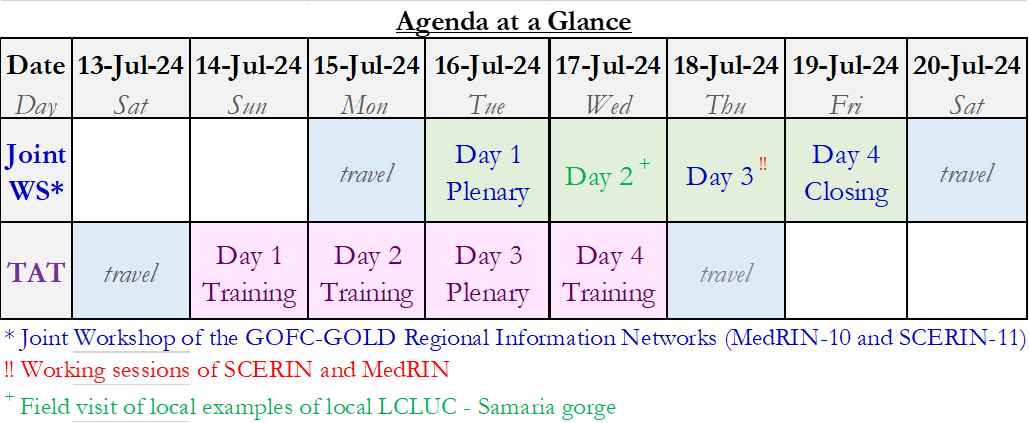 Agenda at a Glance
Date 13-Jul-24 14-Jul-24 15-Jul-24 16-Jul-24 17-Jul-24 18-Jul-24 19-Jul-24 20-Jul-24
Day Sat Sun Mon Tue Wed Thu Fri Sat
Joint WS* travel Day 1 Plenary Day 2 + Day 3 !! Day 4 Closing travel
TAT travel Day 1 Training Day 2 Training Day 3 Plenary Day 4 Training travel
* Joint Workshop of the GOFC-GOLD Regional Information Networks (MedRIN-10 and SCERIN-11)
!! Working sessions of SCERIN and MedRIN
+ Field visit of local examples of local LCLUC - Samaria gorge